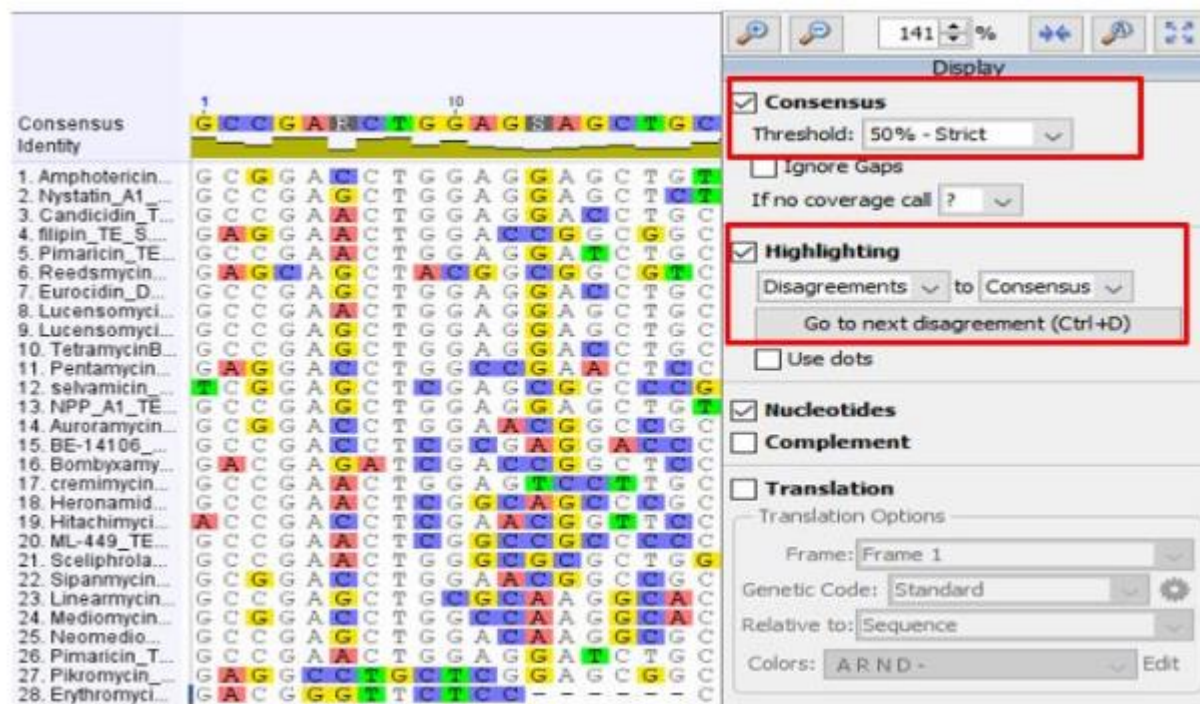 141 %
Display
Consensus
Threshold: 50% - Strict
Ignore Gaps
If no coverage call ?
Highlighting
Disagreements to Consensus
Go to next disagreement (Ctrl+D)
Use dots
Nucleotides
Complement
Translation
Translation Options
Frame: Frame 1
Genetic Code: Standard
Relative to: Sequence
Colors: A R N D - Edit
1 10
Consensus G C C G A R C T G G A G S A G C T G C
Identity
1. Amphotericin... G C G G A C C T G G A G G A G C T G T
2. Nystatin_A1_... G C C G A G C T G G A G G A G C T C T
3. Candicidin_T... G C C G A A C T G G A G G A C C T G C
4. filipin_TE_S... G A G G A A C T G G A C C G G C G G C
5. Pimaricin_TE... G C C G A A C T G G A G G A T C T G C
6. Reedsmycin... G A G C A G C T A C G G C G G C G T C
7. Eurocidin_D... G C C G A G C T G G A G G A C C T G C
8. Lucensomyci... G C C G A A C T G G A G G A G C T G C
9. Lucensomyci... G C C G A G C T G G A G G A G C T G C
10. TetramycinB... G C C G A G C T G G A G G A C C T G C
11. Pentamycin... G A G G A C C T G G C C G A A C T C C
12. selvamicin_... T C G G A G C T C G A G C G G C C C G
13. NPP_A1_TE... G C C G A G C T G G A G G A G C T G T
14. Auroramycin... G C G G A C C T G G A A C G G C C G C
15. BE-14106_... G C C G A C C T C G C G A G G A C C C
16. Bombyxamy... G A C G A G A T C G A C C G G C T C C
17. cremimycin... G C C G A A C T G G A G T C C T T G C
18. Heronamid... G C C G A A C T C G G C A G C C C G C
19. Hitachimyci... A C C G A C C T C G A A C G G T T C C
20. ML-449_TE... G C C G A A C T C G G C C G C C C C C
21. Sceliphrola... G C C G A A C T G G G C G C G C T G G
22. Sipanmycin... G C G G A C C T G G A A C G G C C G C
23. Linearmycin... G C C G A G C T G C G C A A G G C A C
24. Mediomycin... G C G G A C C T G G C C A A G G C A C
25. Neomedio... G C C G A G C T G G A C A A G G C G C
26. Pimaricin_T... G C C G A A C T G G A G G A T C T G C
27. Pikromycin_... G A G G C C T G C T C G G A G C G G C
28. Erythromyci... G A C G G G T T C T C C - - - - - - C